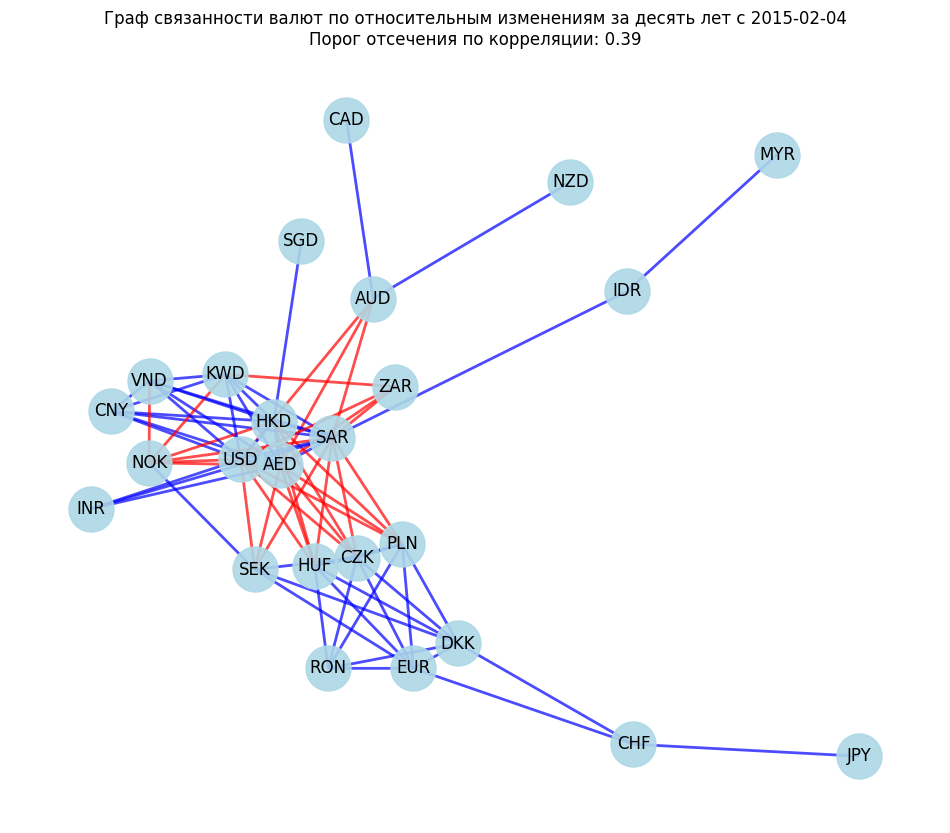 Граф связанности валют по относительным изменениям за десять лет с 2015-02-04
Порог отсечения по корреляции: 0.39
CAD
MYR
NZD
SGD
IDR
AUD
KWD
VND
ZAR
CNY
HKD
SAR
USD
NOK
AED
INR
PLN
CZK
HUF
SEK
DKK
RON
EUR
CHF
JPY